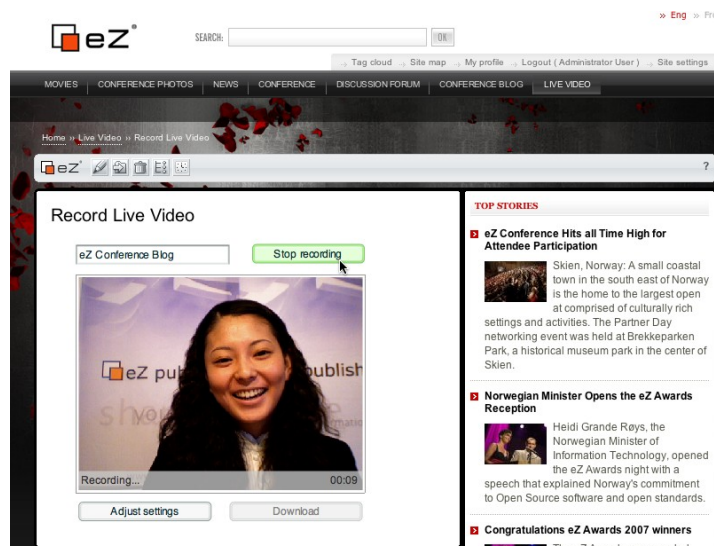 » Eng » Fr
eZ
SEARCH: OK
Tag cloud Site map My profile Logout ( Administrator User ) Site settings
MOVIES CONFERENCE PHOTOS NEWS CONFERENCE DISCUSSION FORUM CONFERENCE BLOG LIVE VIDEO
Home » Live Video » Record Live Video
eZ ?
Record Live Video
eZ Conference Blog Stop recording
eZ pu ublish
Recording... 00:09
Adjust settings Download
TOP STORIES
eZ Conference Hits all Time High for
Attendee Participation
Skien, Norway: A small coastal
town in the south east of Norway
is the home to the largest open
at comprised of culturally rich
settings and activities. The Partner Day
networking event was held at Brekkeparken
Park, a historical museum park in the center of
Skien.
Norwegian Minister Opens the eZ Awards
Reception
Heidi Grande Røys, the
Norwegian Minister of
Information Technology, opened
the eZ Awards night with a
speech that explained Norway's commitment
to Open Source software and open standards.
Congratulations eZ Awards 2007 winners